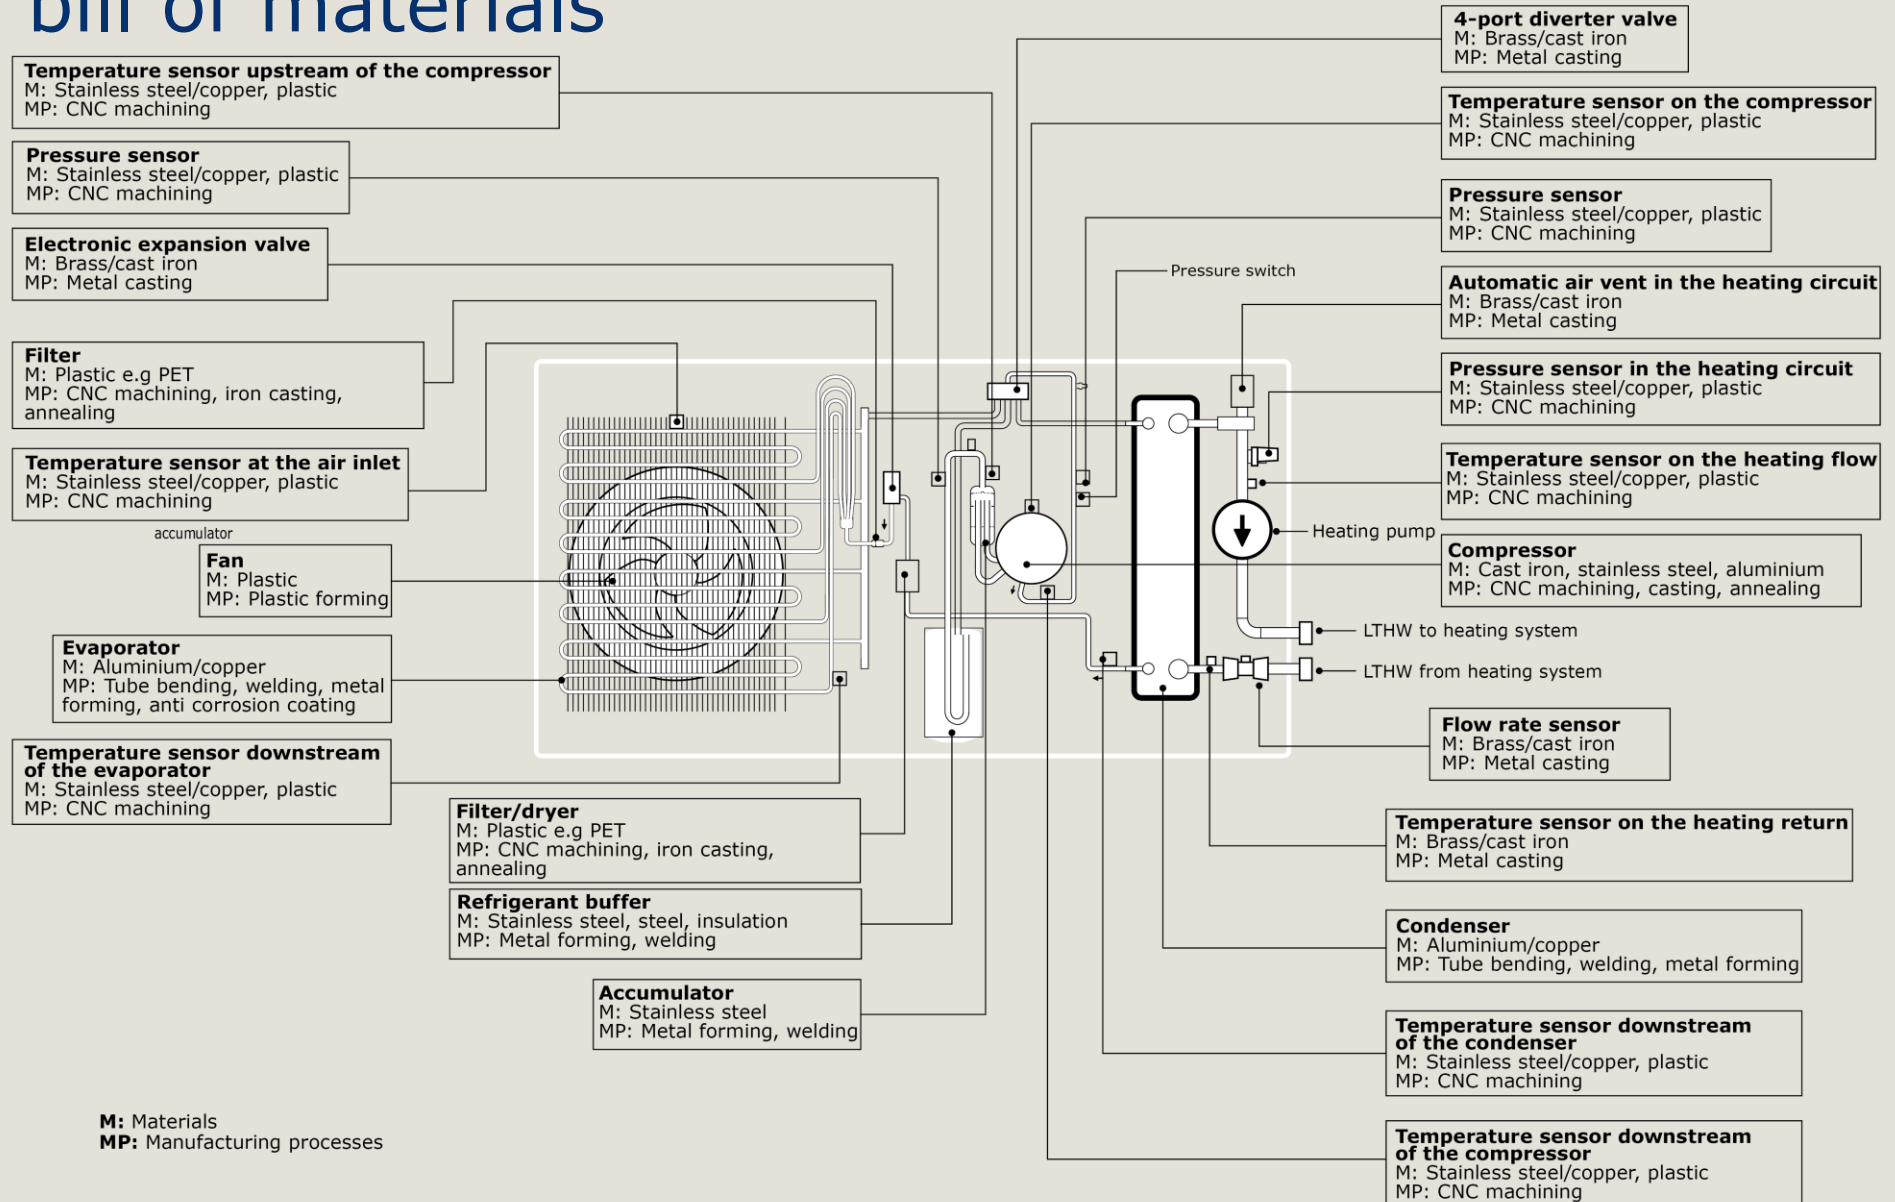 bill of materials
Temperature sensor upstream of the compressor
M: Stainless steel/copper, plastic
MP: CNC machining
Pressure sensor
M: Stainless steel/copper, plastic
MP: CNC machining
Electronic expansion valve
M: Brass/cast iron
MP: Metal casting
Filter
M: Plastic e.g PET
MP: CNC machining, iron casting,
annealing
Temperature sensor at the air inlet
M: Stainless steel/copper, plastic
MP: CNC machining
accumulator
Fan
M: Plastic
MP: Plastic forming
Evaporator
M: Aluminium/copper
MP: Tube bending, welding, metal
forming, anti corrosion coating
Temperature sensor downstream
of the evaporator
M: Stainless steel/copper, plastic
MP: CNC machining
Filter/dryer
M: Plastic e.g PET
MP: CNC machining, iron casting,
annealing
Refrigerant buffer
M: Stainless steel, steel, insulation
MP: Metal forming, welding
Accumulator
M: Stainless steel
MP: Metal forming, welding
M: Materials
MP: Manufacturing processes
4-port diverter valve
M: Brass/cast iron
MP: Metal casting
Temperature sensor on the compressor
M: Stainless steel/copper, plastic
MP: CNC machining
Pressure sensor
M: Stainless steel/copper, plastic
MP: CNC machining
Pressure switch
Automatic air vent in the heating circuit
M: Brass/cast iron
MP: Metal casting
Pressure sensor in the heating circuit
M: Stainless steel/copper, plastic
MP: CNC machining
Temperature sensor on the heating flow
M: Stainless steel/copper, plastic
MP: CNC machining
Heating pump
Compressor
M: Cast iron, stainless steel, aluminium
MP: CNC machining, casting, annealing
LTHW to heating system
LTHW from heating system
Flow rate sensor
M: Brass/cast iron
MP: Metal casting
Temperature sensor on the heating return
M: Brass/cast iron
MP: Metal casting
Condenser
M: Aluminium/copper
MP: Tube bending, welding, metal forming
Temperature sensor downstream
of the condenser
M: Stainless steel/copper, plastic
MP: CNC machining
Temperature sensor downstream
of the compressor
M: Stainless steel/copper, plastic
MP: CNC machining